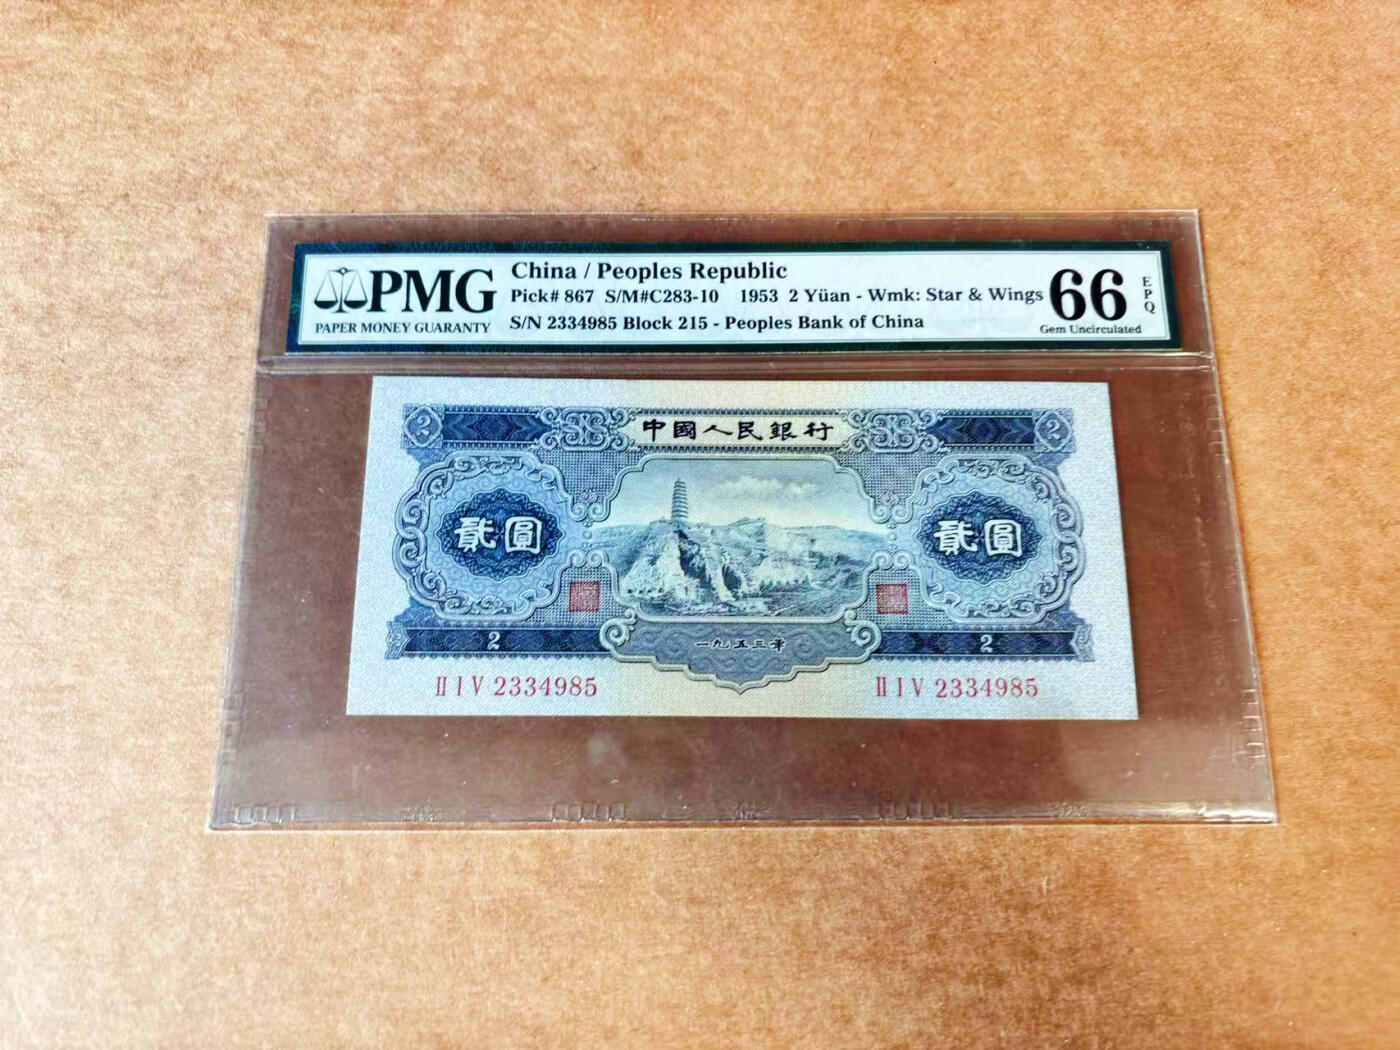 PMG
PAPER MONEY GUARANTY
China / Peoples Republic
Pick# 867 S/M#C283-10 1953 2 Yüan - Wmk: Star & Wings
S/N 2334985 Block 215 - Peoples Bank of China
66
Gem Uncirculated
EPQ
2 中國人民銀行 2
貳圓 貳圓
2 一九五三年 2
II I V 2334985 II I V 2334985